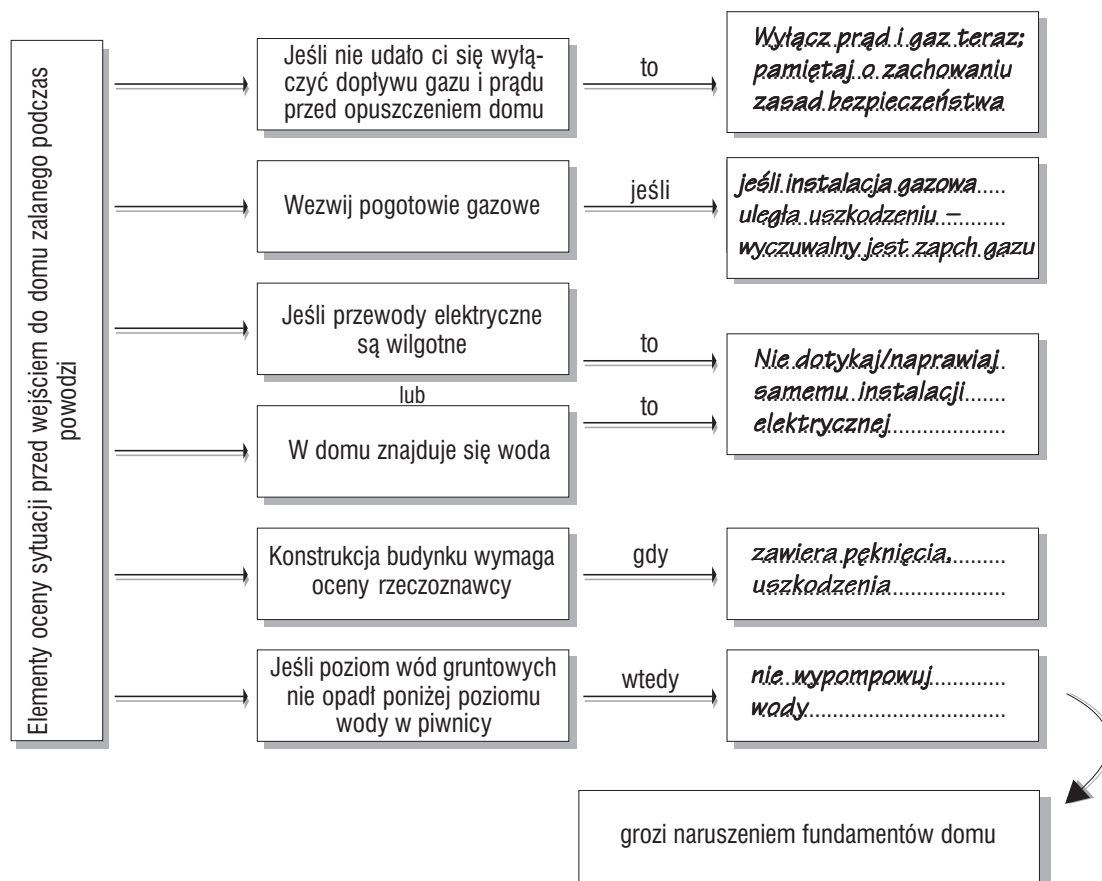 Elementy oceny sytuacji przed wejściem do domu zalanego podczas
powodzi
Jeśli nie udało ci się wyłą-
czyć dopływu gazu i prądu
przed opuszczeniem domu
to
Wyłącz prąd i gaz teraz;
pamiętaj o zachowaniu
zasad bezpieczeństwa
Wezwij pogotowie gazowe
jeśli
jeśli instalacja gazowa
uległa uszkodzeniu –
wyczuwalny jest zapch gazu
Jeśli przewody elektryczne
są wilgotne
lub
W domu znajduje się woda
to
to
Nie dotykaj/naprawiaj
samemu instalacji
elektrycznej
Konstrukcja budynku wymaga
oceny rzeczoznawcy
gdy
zawiera pęknięcia,
uszkodzenia
Jeśli poziom wód gruntowych
nie opadł poniżej poziomu
wody w piwnicy
wtedy
nie wypompowuj
wody
grozi naruszeniem fundamentów domu